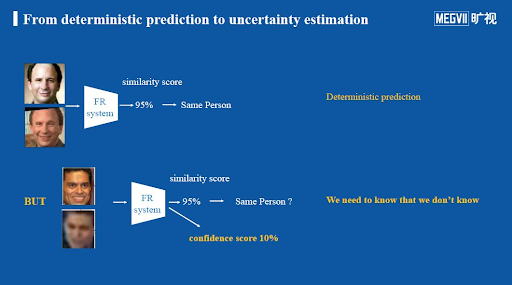 From deterministic prediction to uncertainty estimation
MEGVII 旷视
similarity score
FR
system
95%
Same Person
Deterministic prediction
similarity score
BUT
FR
system
95%
Same Person ?
We need to know that we don't know
confidence score 10%